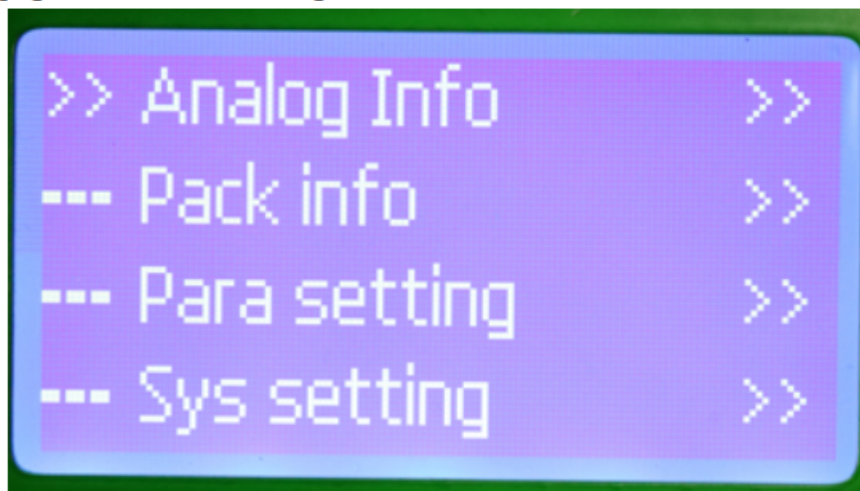 >> Analog Info >>
--- Pack info >>
--- Para setting >>
--- Sys setting >>